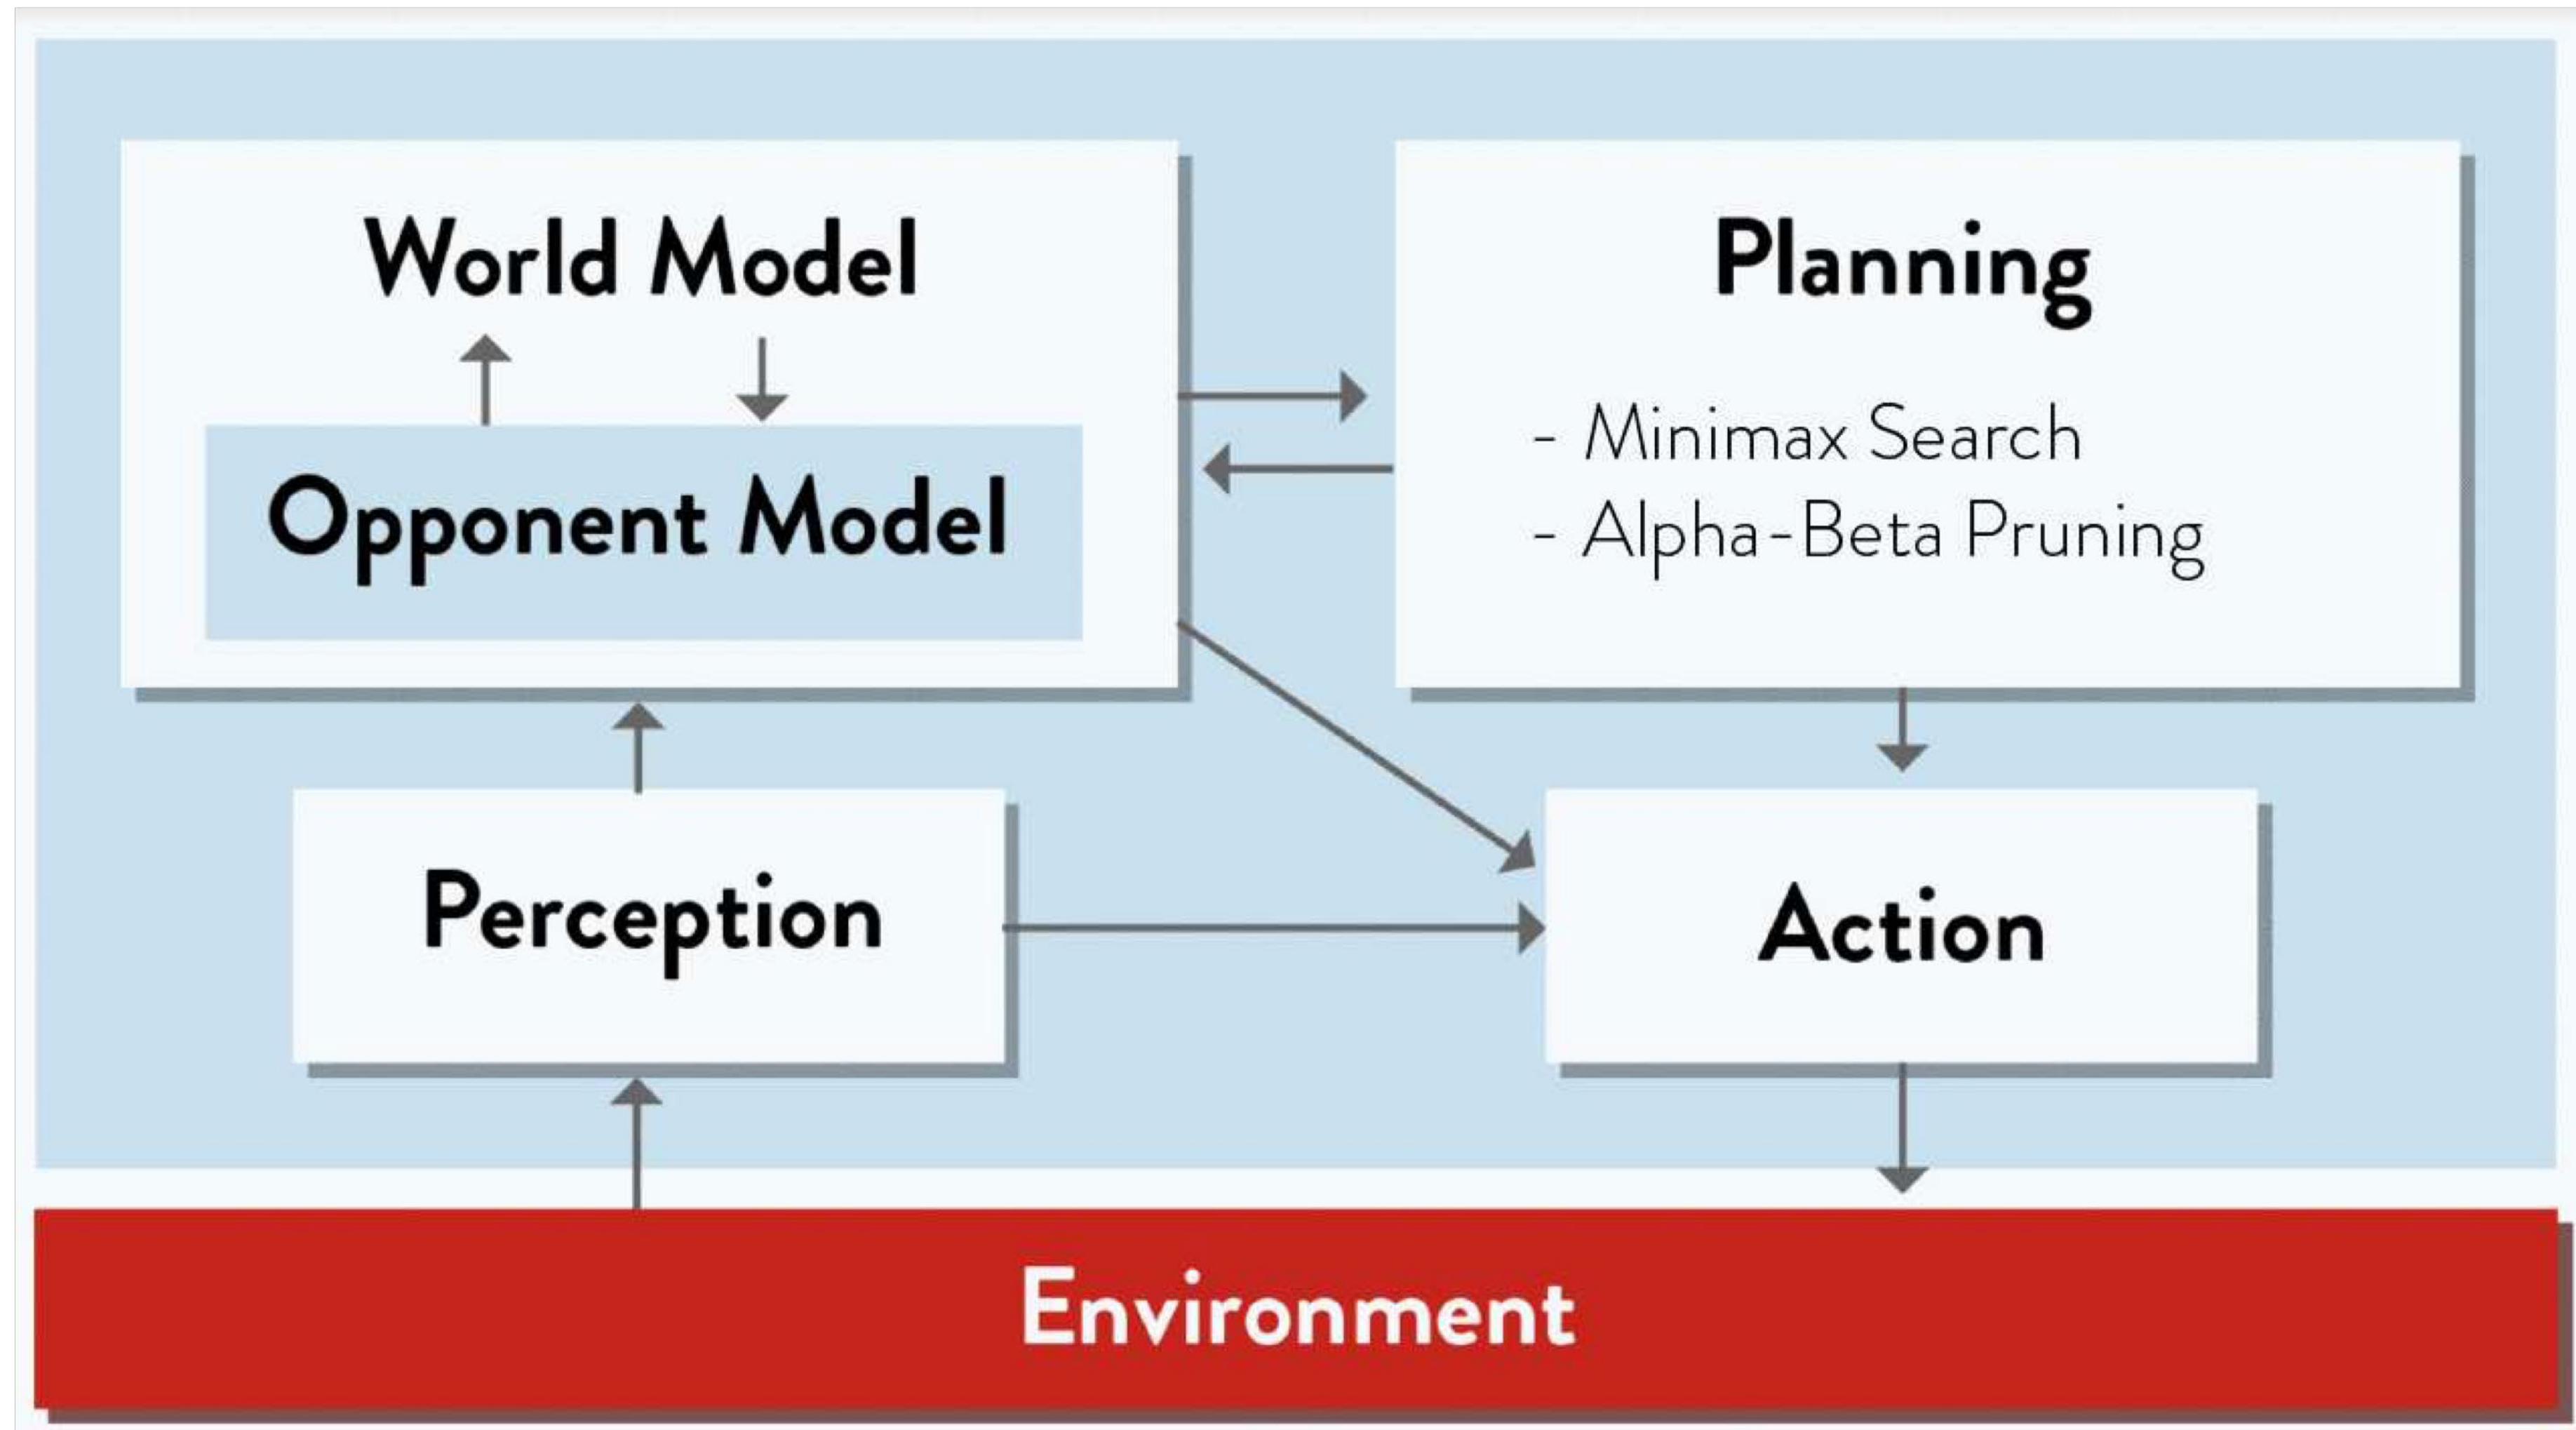 World Model
Opponent Model
Planning
- Minimax Search
- Alpha-Beta Pruning
Perception
Action
Environment